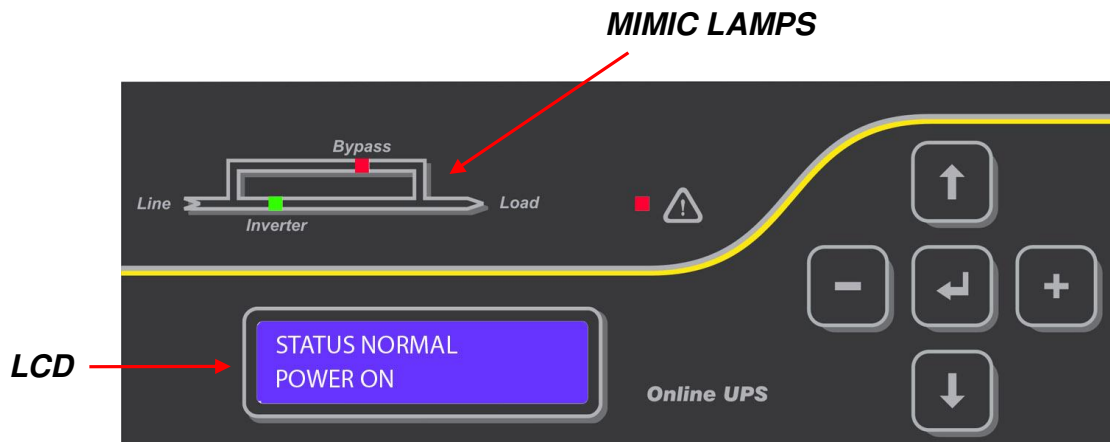 MIMIC LAMPS
Bypass
Line
Load
Inverter
STATUS NORMAL
POWER ON
LCD
Online UPS